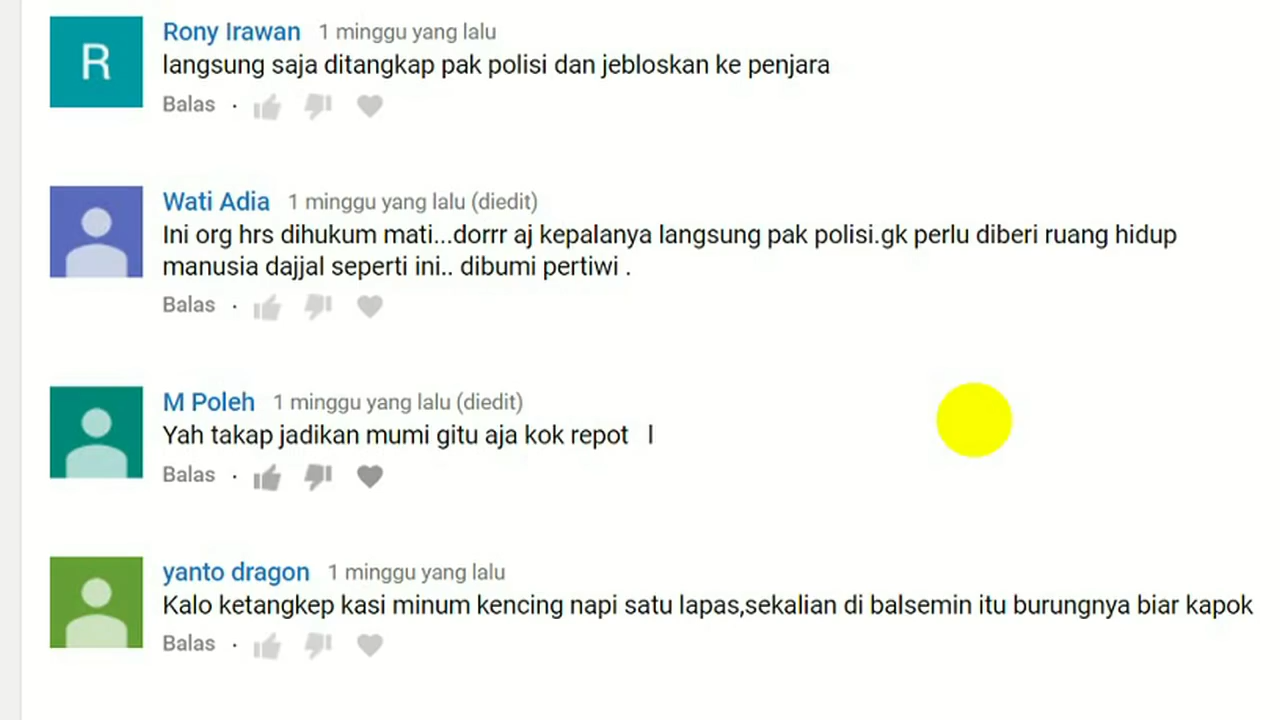 R
Rony Irawan 1 minggu yang lalu
langsung saja ditangkap pak polisi dan jebloskan ke penjara
Balas ·
Wati Adia 1 minggu yang lalu (diedit)
Ini org hrs dihukum mati...dorrr aj kepalanya langsung pak polisi.gk perlu diberi ruang hidup
manusia dajjal seperti ini.. dibumi pertiwi .
Balas ·
M Poleh 1 minggu yang lalu (diedit)
Yah takap jadikan mumi gitu aja kok repot l
Balas ·
yanto dragon 1 minggu yang lalu
Kalo ketangkep kasi minum kencing napi satu lapas,sekalian di balsemin itu burungnya biar kapok
Balas ·